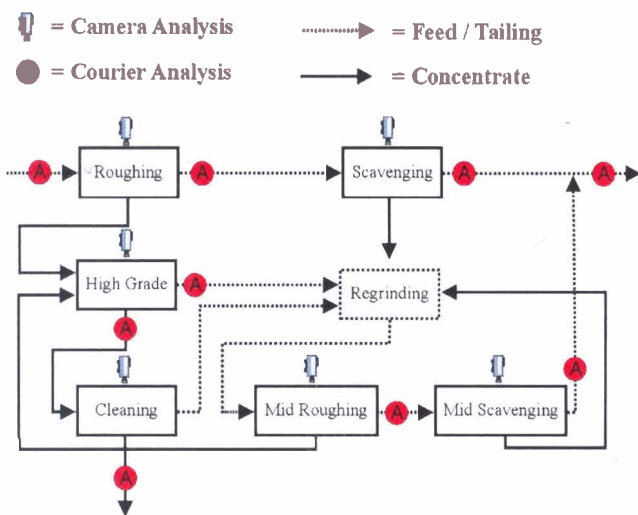 = Camera Analysis
= Feed / Tailing
= Courier Analysis
= Concentrate
A
Roughing
A
Scavenging
A
A
High Grade
A
Regrinding
A
A
Cleaning
Mid Roughing
A
Mid Scavenging
A